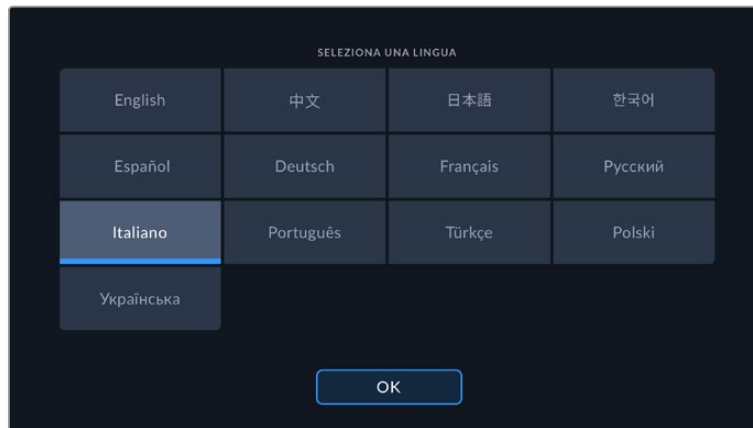 SELEZIONA UNA LINGUA
English 中文 日本語 한국어
Español Deutsch Français Русский
Italiano Português Türkçe Polski
Українська
OK